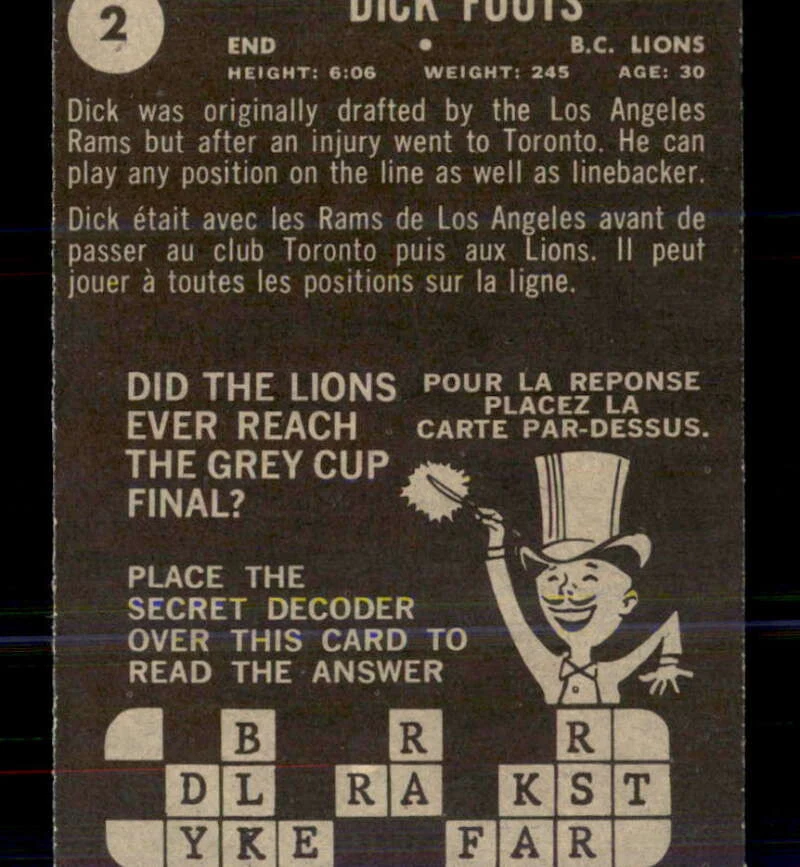 2
DICK FOUTS
END • B.C. LIONS
HEIGHT: 6:06 WEIGHT: 245 AGE: 30
Dick was originally drafted by the Los Angeles
Rams but after an injury went to Toronto. He can
play any position on the line as well as linebacker.
Dick était avec les Rams de Los Angeles avant de
passer au club Toronto puis aux Lions. Il peut
jouer à toutes les positions sur la ligne.
DID THE LIONS
EVER REACH
THE GREY CUP
FINAL?
POUR LA REPONSE
PLACEZ LA
CARTE PAR-DESSUS.
PLACE THE
SECRET DECODER
OVER THIS CARD TO
READ THE ANSWER
B R R
D L R A K S T
Y K E F A R